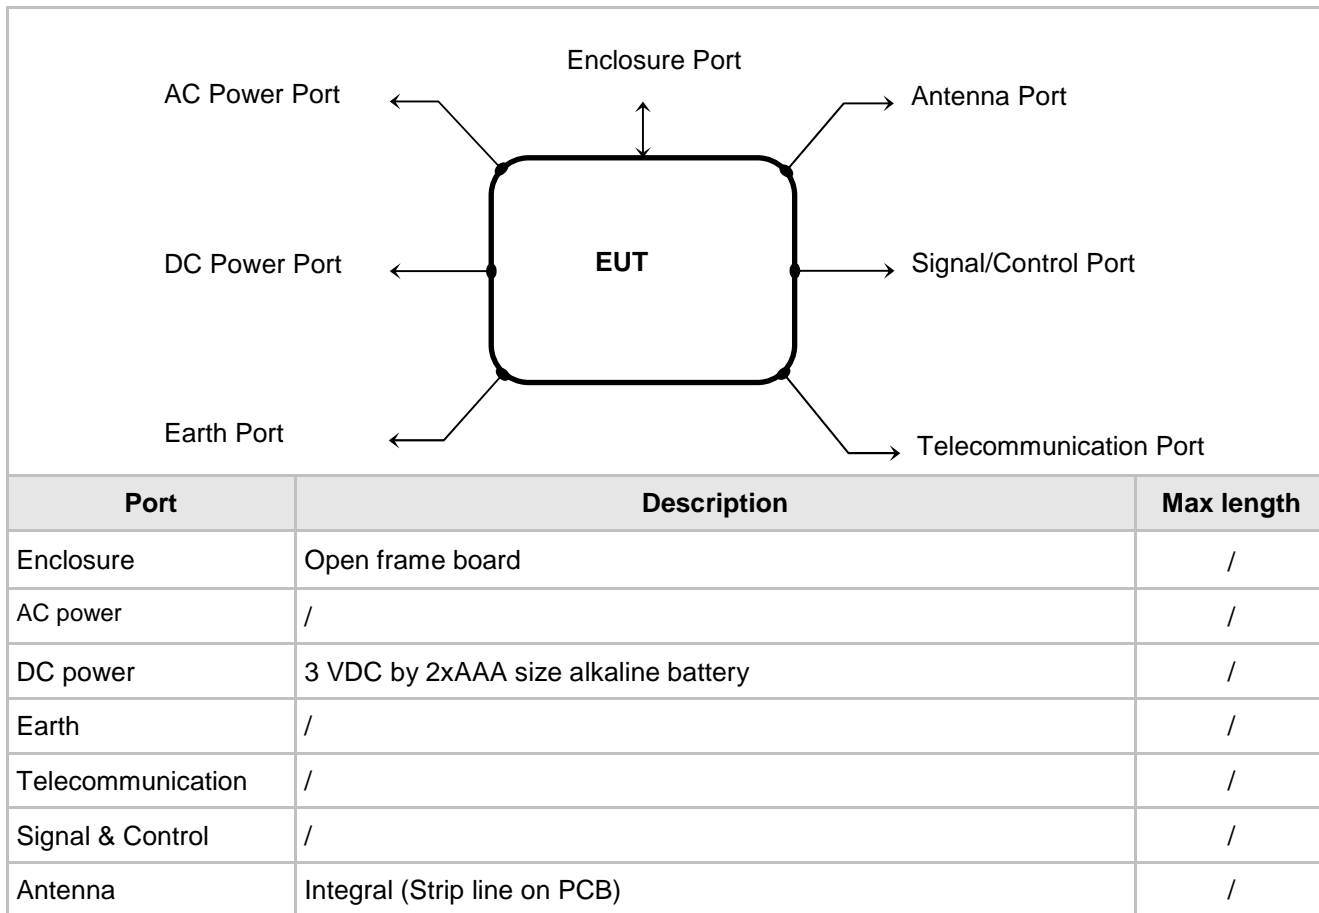 Enclosure Port
AC Power Port
Antenna Port
DC Power Port
EUT
Signal/Control Port
Earth Port
Telecommunication Port
Port Description Max length
Enclosure Open frame board /
AC power / /
DC power 3 VDC by 2xAAA size alkaline battery /
Earth / /
Telecommunication / /
Signal & Control / /
Antenna Integral (Strip line on PCB) /